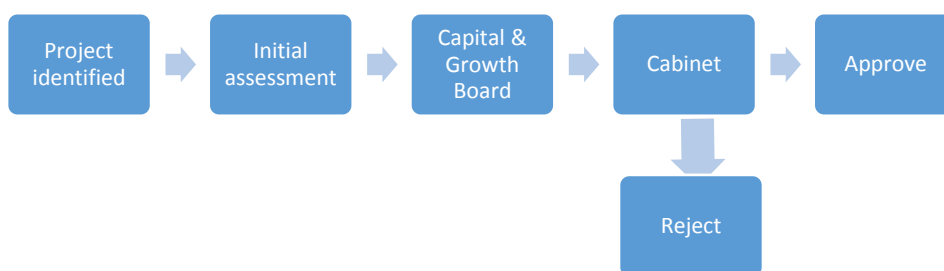 Project
identified
Initial
assessment
Capital &
Growth
Board
Cabinet
Approve
Reject